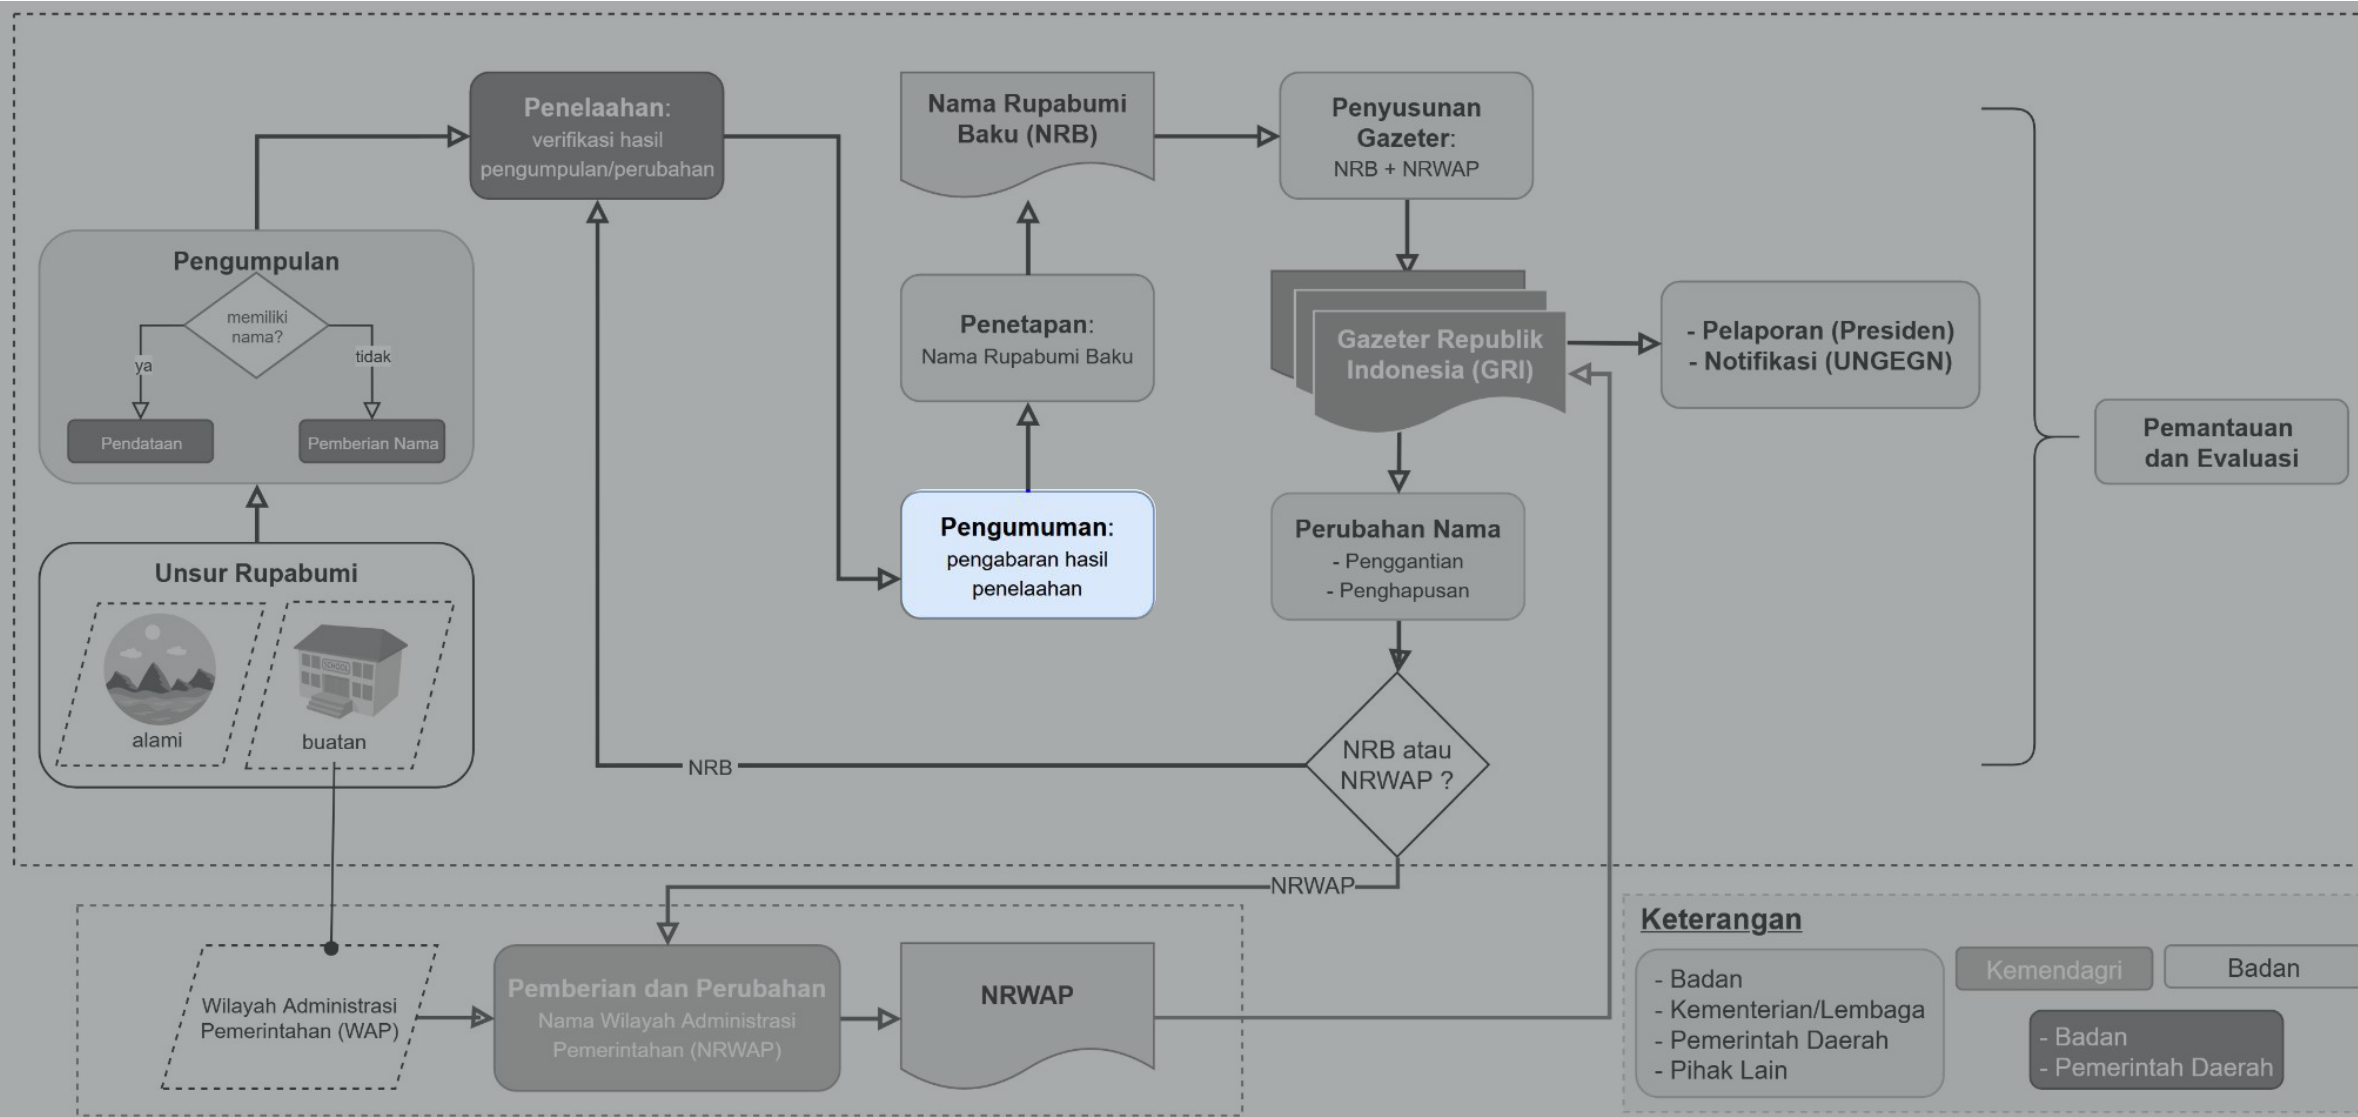 Penelaahan:
verifikasi hasil
pengumpulan/perubahan
Nama Rupabumi
Baku (NRB)
Penyusunan
Gazeter:
NRB + NRWAP
Pengumpulan
memiliki
nama?
ya
tidak
Pendataan
Pemberian Nama
Penetapan:
Nama Rupabumi Baku
Gazeter Republik
Indonesia (GRI)
- Pelaporan (Presiden)
- Notifikasi (UNGEGN)
Pemantauan
dan Evaluasi
Pengumuman:
pengabaran hasil
penelaahan
Perubahan Nama
- Penggantian
- Penghapusan
Unsur Rupabumi
SCHOOL
alami
buatan
NRB
NRB atau
NRWAP ?
NRWAP
Wilayah Administrasi
Pemerintahan (WAP)
Pemberian dan Perubahan
Nama Wilayah Administrasi
Pemerintahan (NRWAP)
NRWAP
Keterangan
- Badan
- Kementerian/Lembaga
- Pemerintah Daerah
- Pihak Lain
Kemendagri
Badan
- Badan
- Pemerintah Daerah